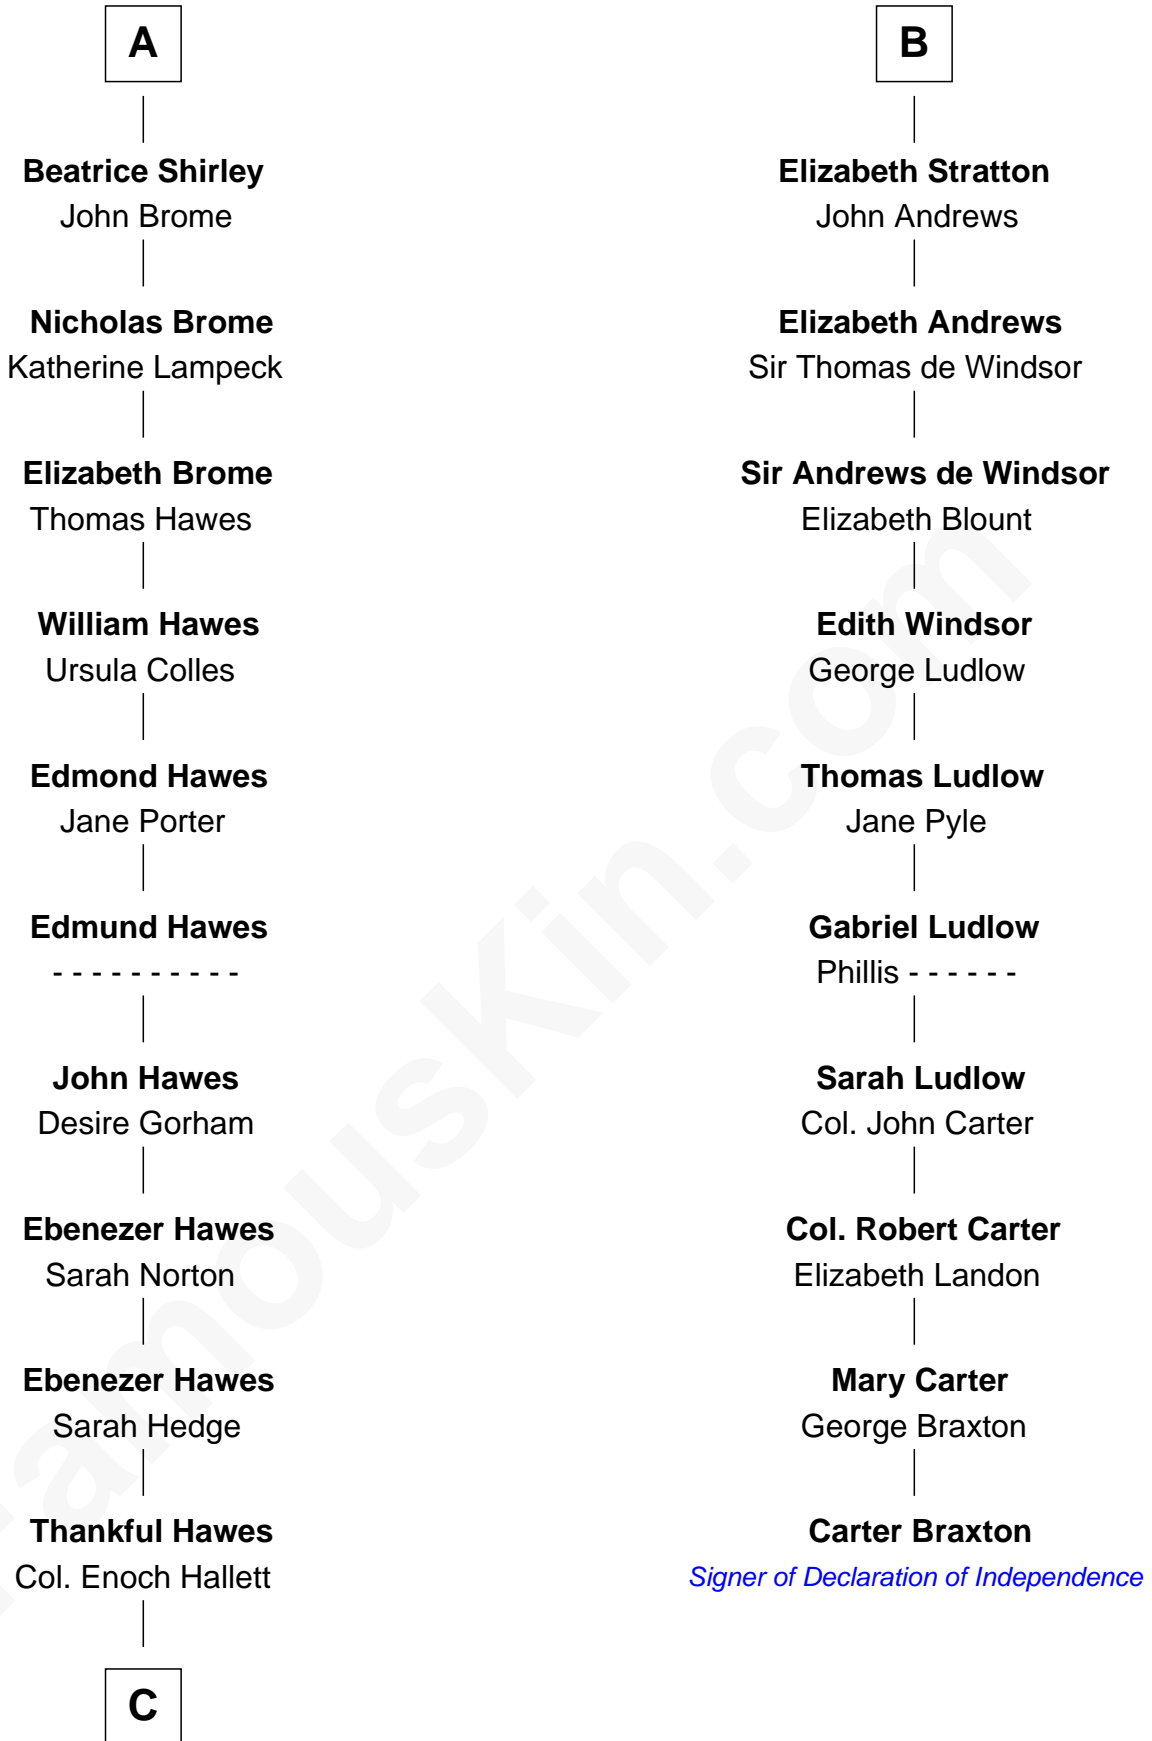 A
Beatrice Shirley
John Brome
Nicholas Brome
Katherine Lampeck
Elizabeth Brome
Thomas Hawes
William Hawes
Ursula Colles
Edmond Hawes
Jane Porter
Edmund Hawes
- - - - - - - - - -
John Hawes
Desire Gorham
Ebenezer Hawes
Sarah Norton
Ebenezer Hawes
Sarah Hedge
Thankful Hawes
Col. Enoch Hallett
C
B
Elizabeth Stratton
John Andrews
Elizabeth Andrews
Sir Thomas de Windsor
Sir Andrews de Windsor
Elizabeth Blount
Edith Windsor
George Ludlow
Thomas Ludlow
Jane Pyle
Gabriel Ludlow
Phillis - - - - - -
Sarah Ludlow
Col. John Carter
Col. Robert Carter
Elizabeth Landon
Mary Carter
George Braxton
Carter Braxton
Signer of Declaration of Independence
FamousKin.com